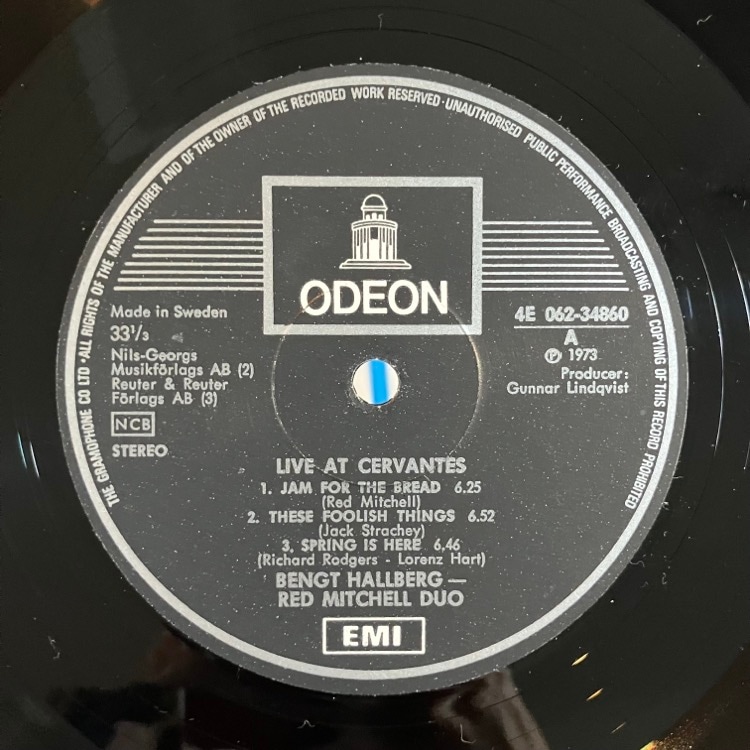 THE GRAMOPHONE CO LTD · ALL RIGHTS OF THE MANUFACTURER AND OF THE OWNER OF THE RECORDED WORK RESERVED · UNAUTHORISED PUBLIC PERFORMANCE BROADCASTING AND COPYING OF THIS RECORD PROHIBITED
ODEON
Made in Sweden
33⅓
Nils-Georgs
Musikförlags AB (2)
Reuter & Reuter
Förlags AB (3)
NCB
STEREO
4E 062-34860
A
Ⓟ 1973
Producer:
Gunnar Lindqvist
LIVE AT CERVANTES
1. JAM FOR THE BREAD 6.25
(Red Mitchell)
2. THESE FOOLISH THINGS 6.52
(Jack Strachey)
3. SPRING IS HERE 6.46
(Richard Rodgers - Lorenz Hart)
BENGT HALLBERG —
RED MITCHELL DUO
EMI